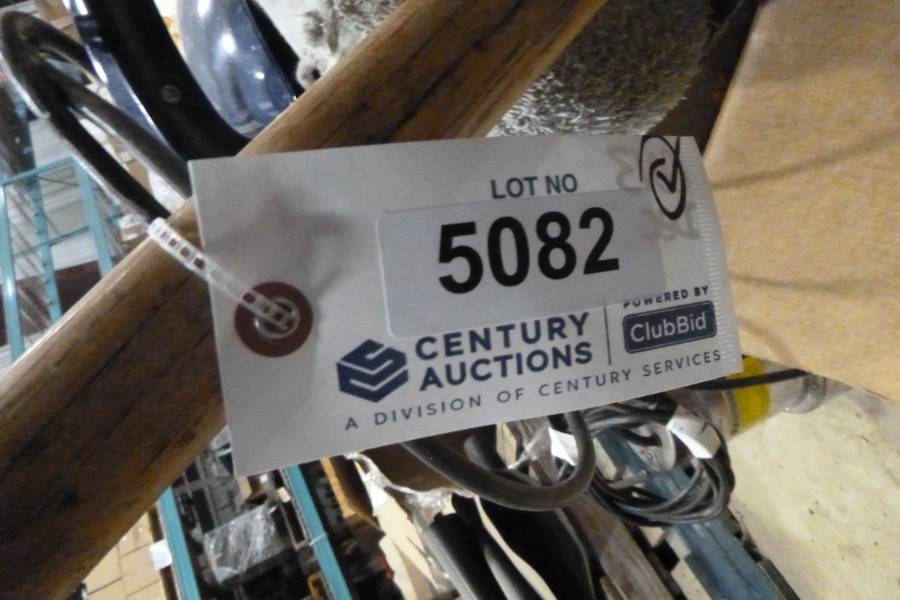 LOT NO
5082
POWERED BY
ClubBid
CENTURY
AUCTIONS
A DIVISION OF CENTURY SERVICES